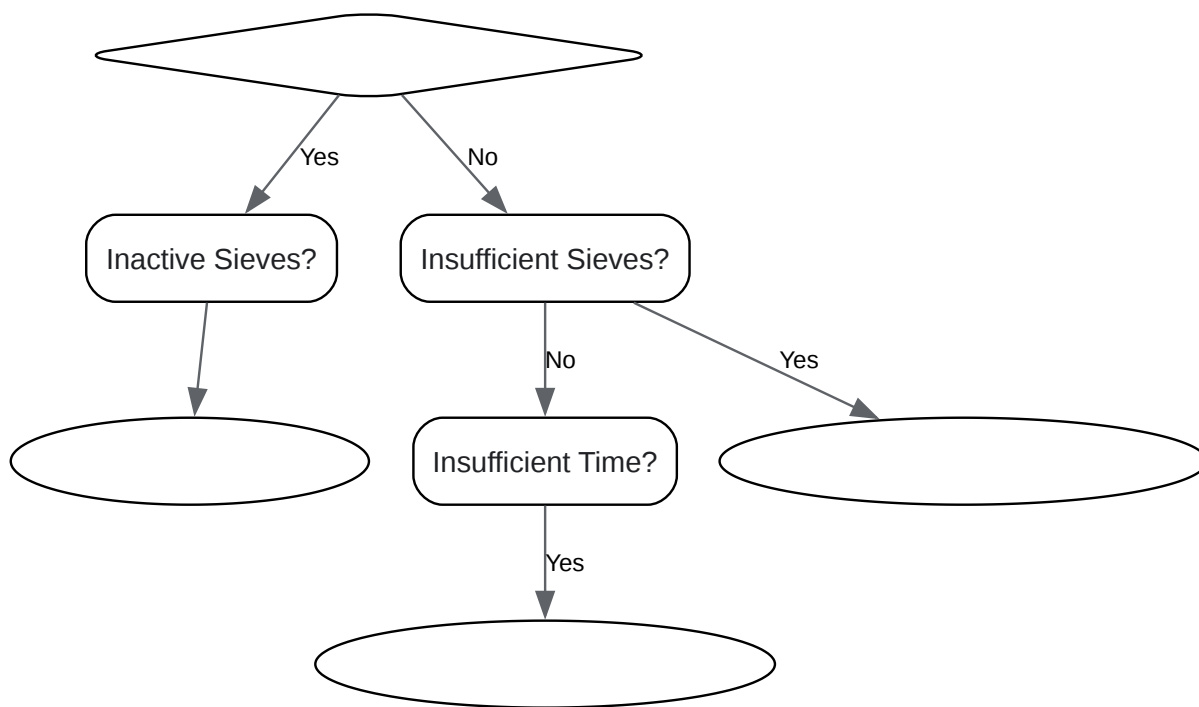 Yes
No
Inactive Sieves?
Insufficient Sieves?
No
Yes
Insufficient Time?
Yes